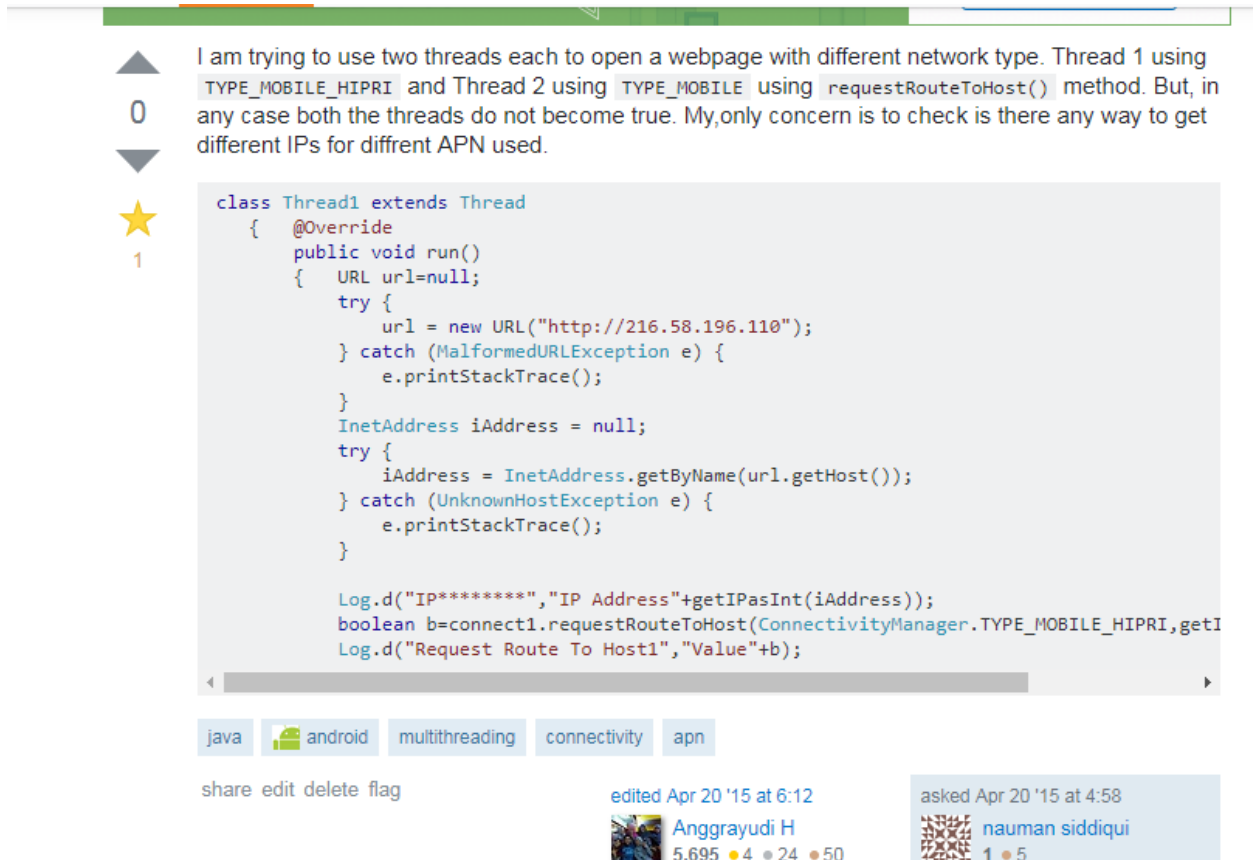 I am trying to use two threads each to open a webpage with different network type. Thread 1 using
TYPE_MOBILE_HIPRI and Thread 2 using TYPE_MOBILE using requestRouteToHost() method. But, in
0
any case both the threads do not become true. My,only concern is to check is there any way to get
different IPs for diffrent APN used.
class Thread1 extends Thread
{   @Override
1
public void run()
{   URL url=null;
try {
url = new URL("http://216.58.196.110");
} catch (MalformedURLException e) {
e.printStackTrace();
}
InetAddress iAddress = null;
try {
iAddress = InetAddress.getByName(url.getHost());
} catch (UnknownHostException e) {
e.printStackTrace();
}
Log.d("IP********","IP Address"+getIPasInt(iAddress));
boolean b=connect1.requestRouteToHost(ConnectivityManager.TYPE_MOBILE_HIPRI,getI
Log.d("Request Route To Host1","Value"+b);
java android multithreading connectivity apn
share edit delete flag
edited Apr 20 '15 at 6:12
Anggrayudi H
5,695 ●4 ●24 ●50
asked Apr 20 '15 at 4:58
nauman siddiqui
1 ●5